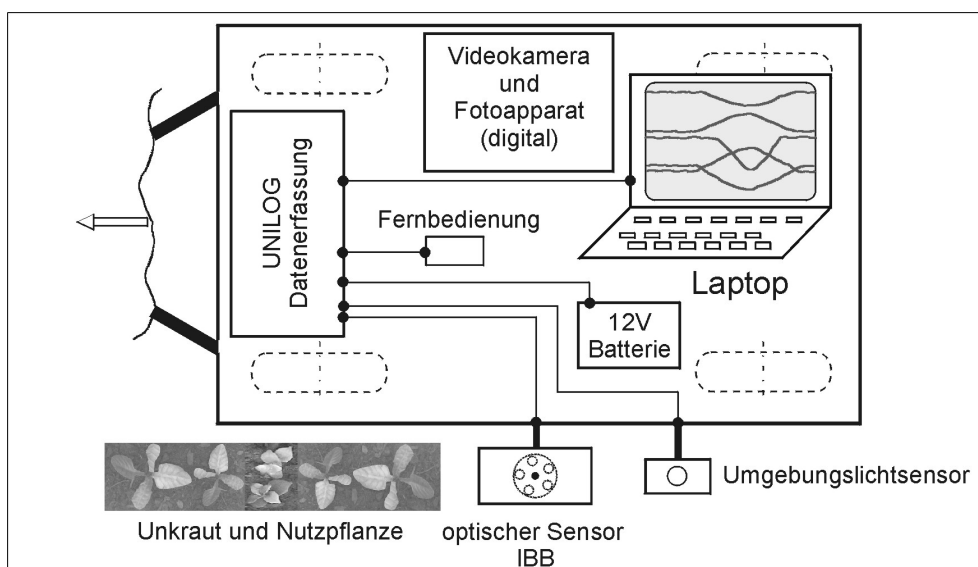 Videokamera
und
Fotoapparat
(digital)
UNILOG
Datenerfassung
Fernbedienung
Laptop
12V
Batterie
Umgebungslichtsensor
Unkraut und Nutzpflanze
optischer Sensor
IBB